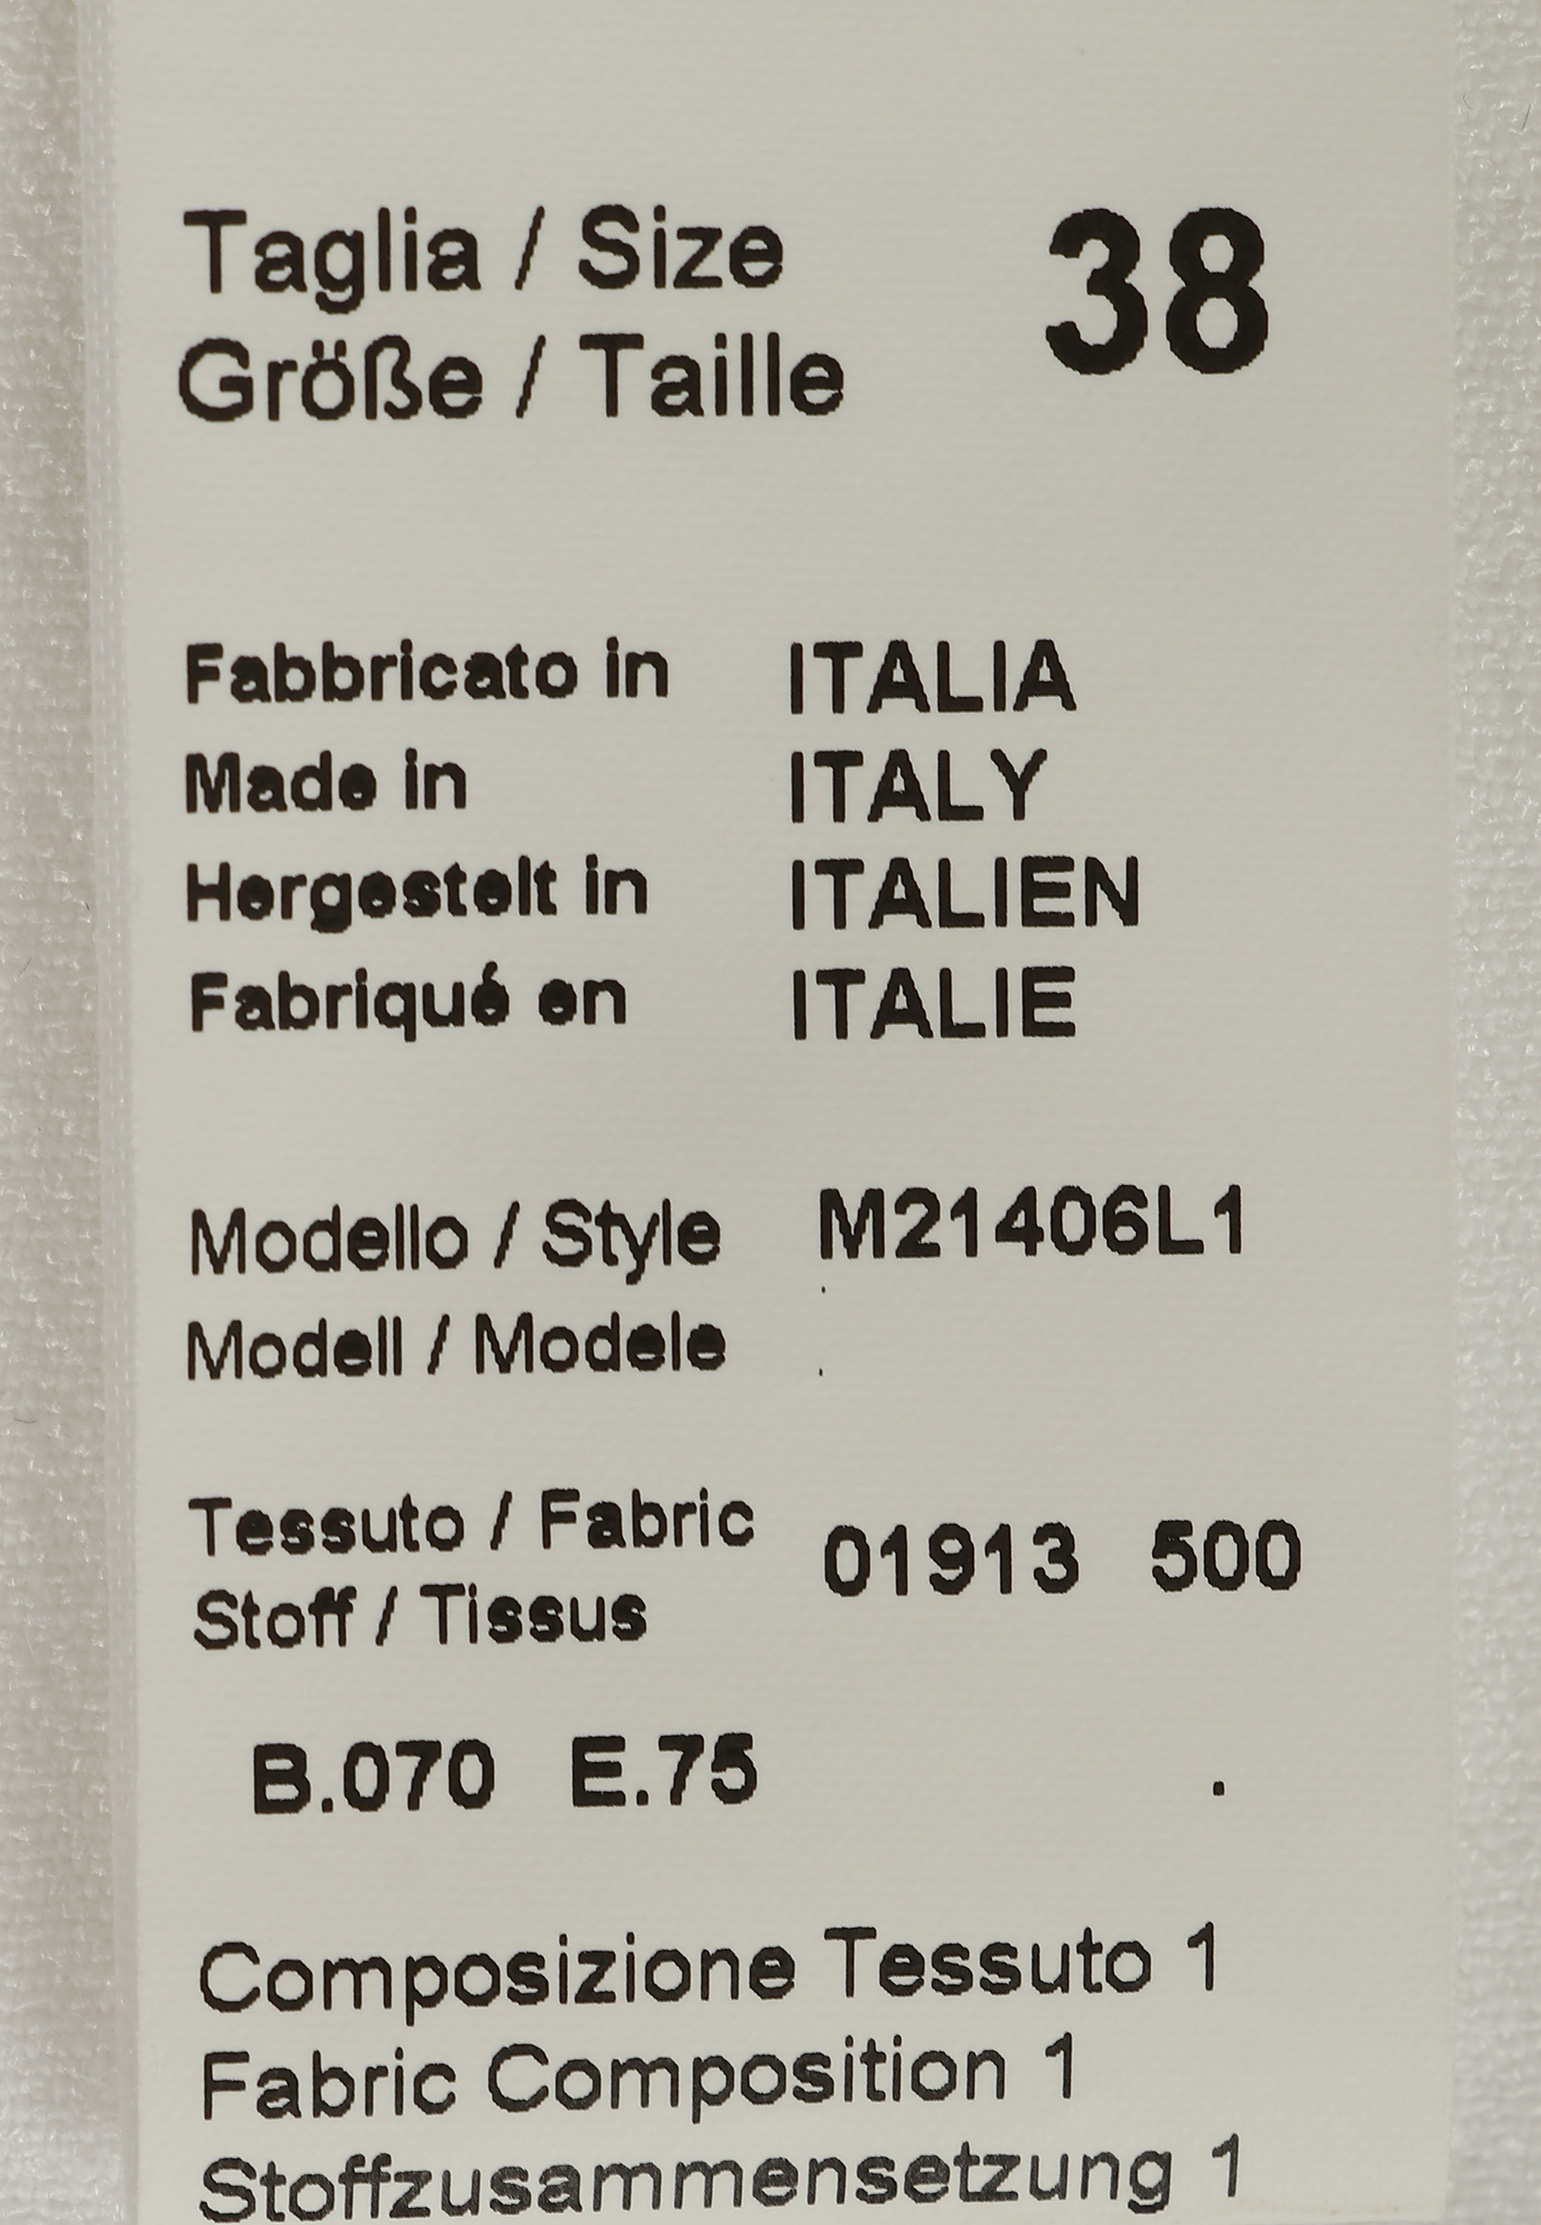 Taglia / Size 38
Größe / Taille
Fabbricato in ITALIA
Made in ITALY
Hergestelt in ITALIEN
Fabriqué en ITALIE
Modello / Style M21406L1
Modell / Modele
Tessuto / Fabric 01913 500
Stoff / Tissus
B.070 E.75 .
Composizione Tessuto 1
Fabric Composition 1
Stoffzusammensetzung 1